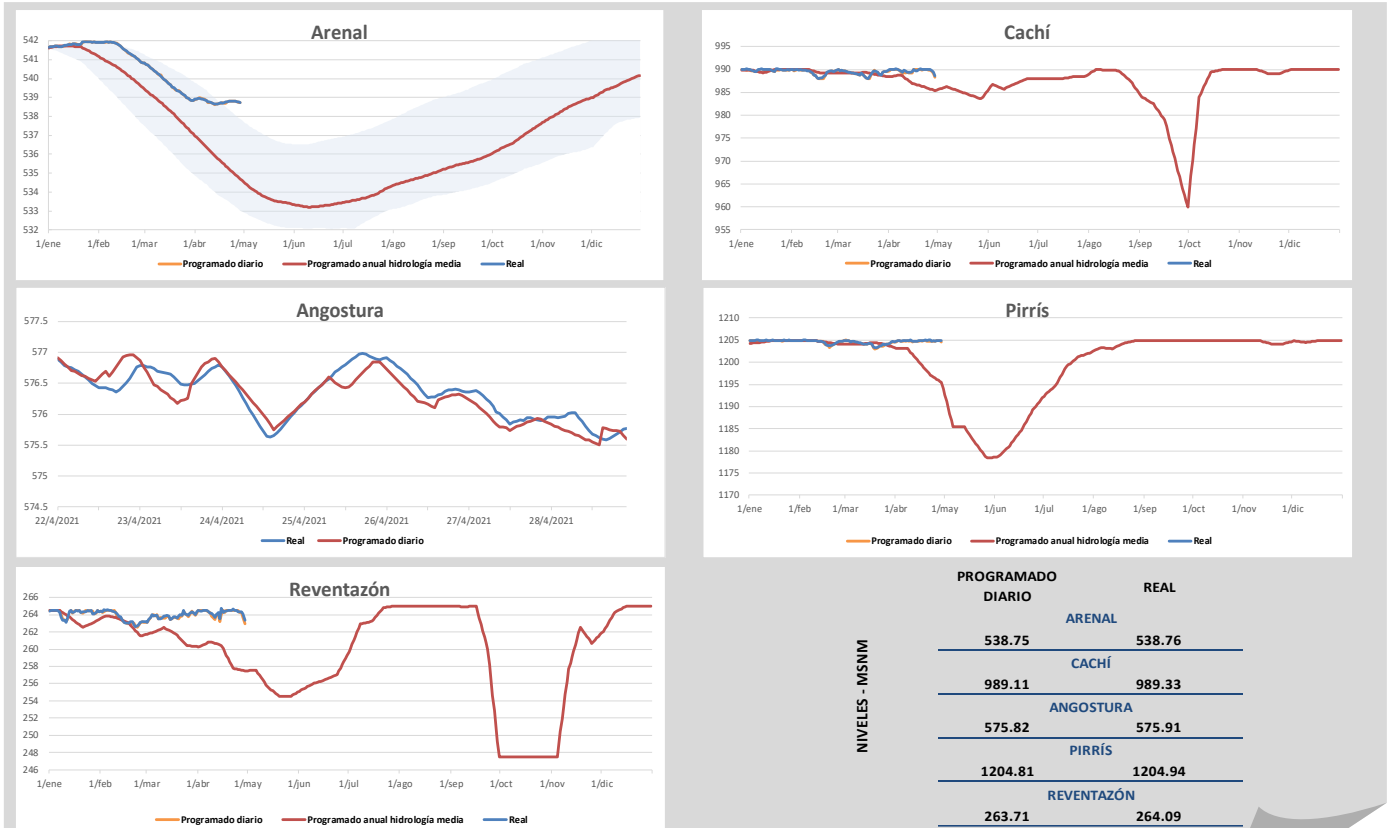 Arenal
542
541
540
539
538
537
536
535
534
533
532
1/ene 1/feb 1/mar 1/abr 1/may 1/jun 1/jul 1/ago 1/sep 1/oct 1/nov 1/dic
Programado diario Programado anual hidrología media Real
Cachí
995
990
985
980
975
970
965
960
955
1/ene 1/feb 1/mar 1/abr 1/may 1/jun 1/jul 1/ago 1/sep 1/oct 1/nov 1/dic
Programado diario Programado anual hidrología media Real
Angostura
577.5
577
576.5
576
575.5
575
574.5
22/4/2021 23/4/2021 24/4/2021 25/4/2021 26/4/2021 27/4/2021 28/4/2021
Real Programado diario
Pirrís
1210
1205
1200
1195
1190
1185
1180
1175
1170
1/ene 1/feb 1/mar 1/abr 1/may 1/jun 1/jul 1/ago 1/sep 1/oct 1/nov 1/dic
Programado diario Programado anual hidrología media Real
Reventazón
266
264
262
260
258
256
254
252
250
248
246
1/ene 1/feb 1/mar 1/abr 1/may 1/jun 1/jul 1/ago 1/sep 1/oct 1/nov 1/dic
Programado diario Programado anual hidrología media Real
NIVELES - MSNM
PROGRAMADO
DIARIO REAL
ARENAL
538.75 538.76
CACHÍ
989.11 989.33
ANGOSTURA
575.82 575.91
PIRRÍS
1204.81 1204.94
REVENTAZÓN
263.71 264.09